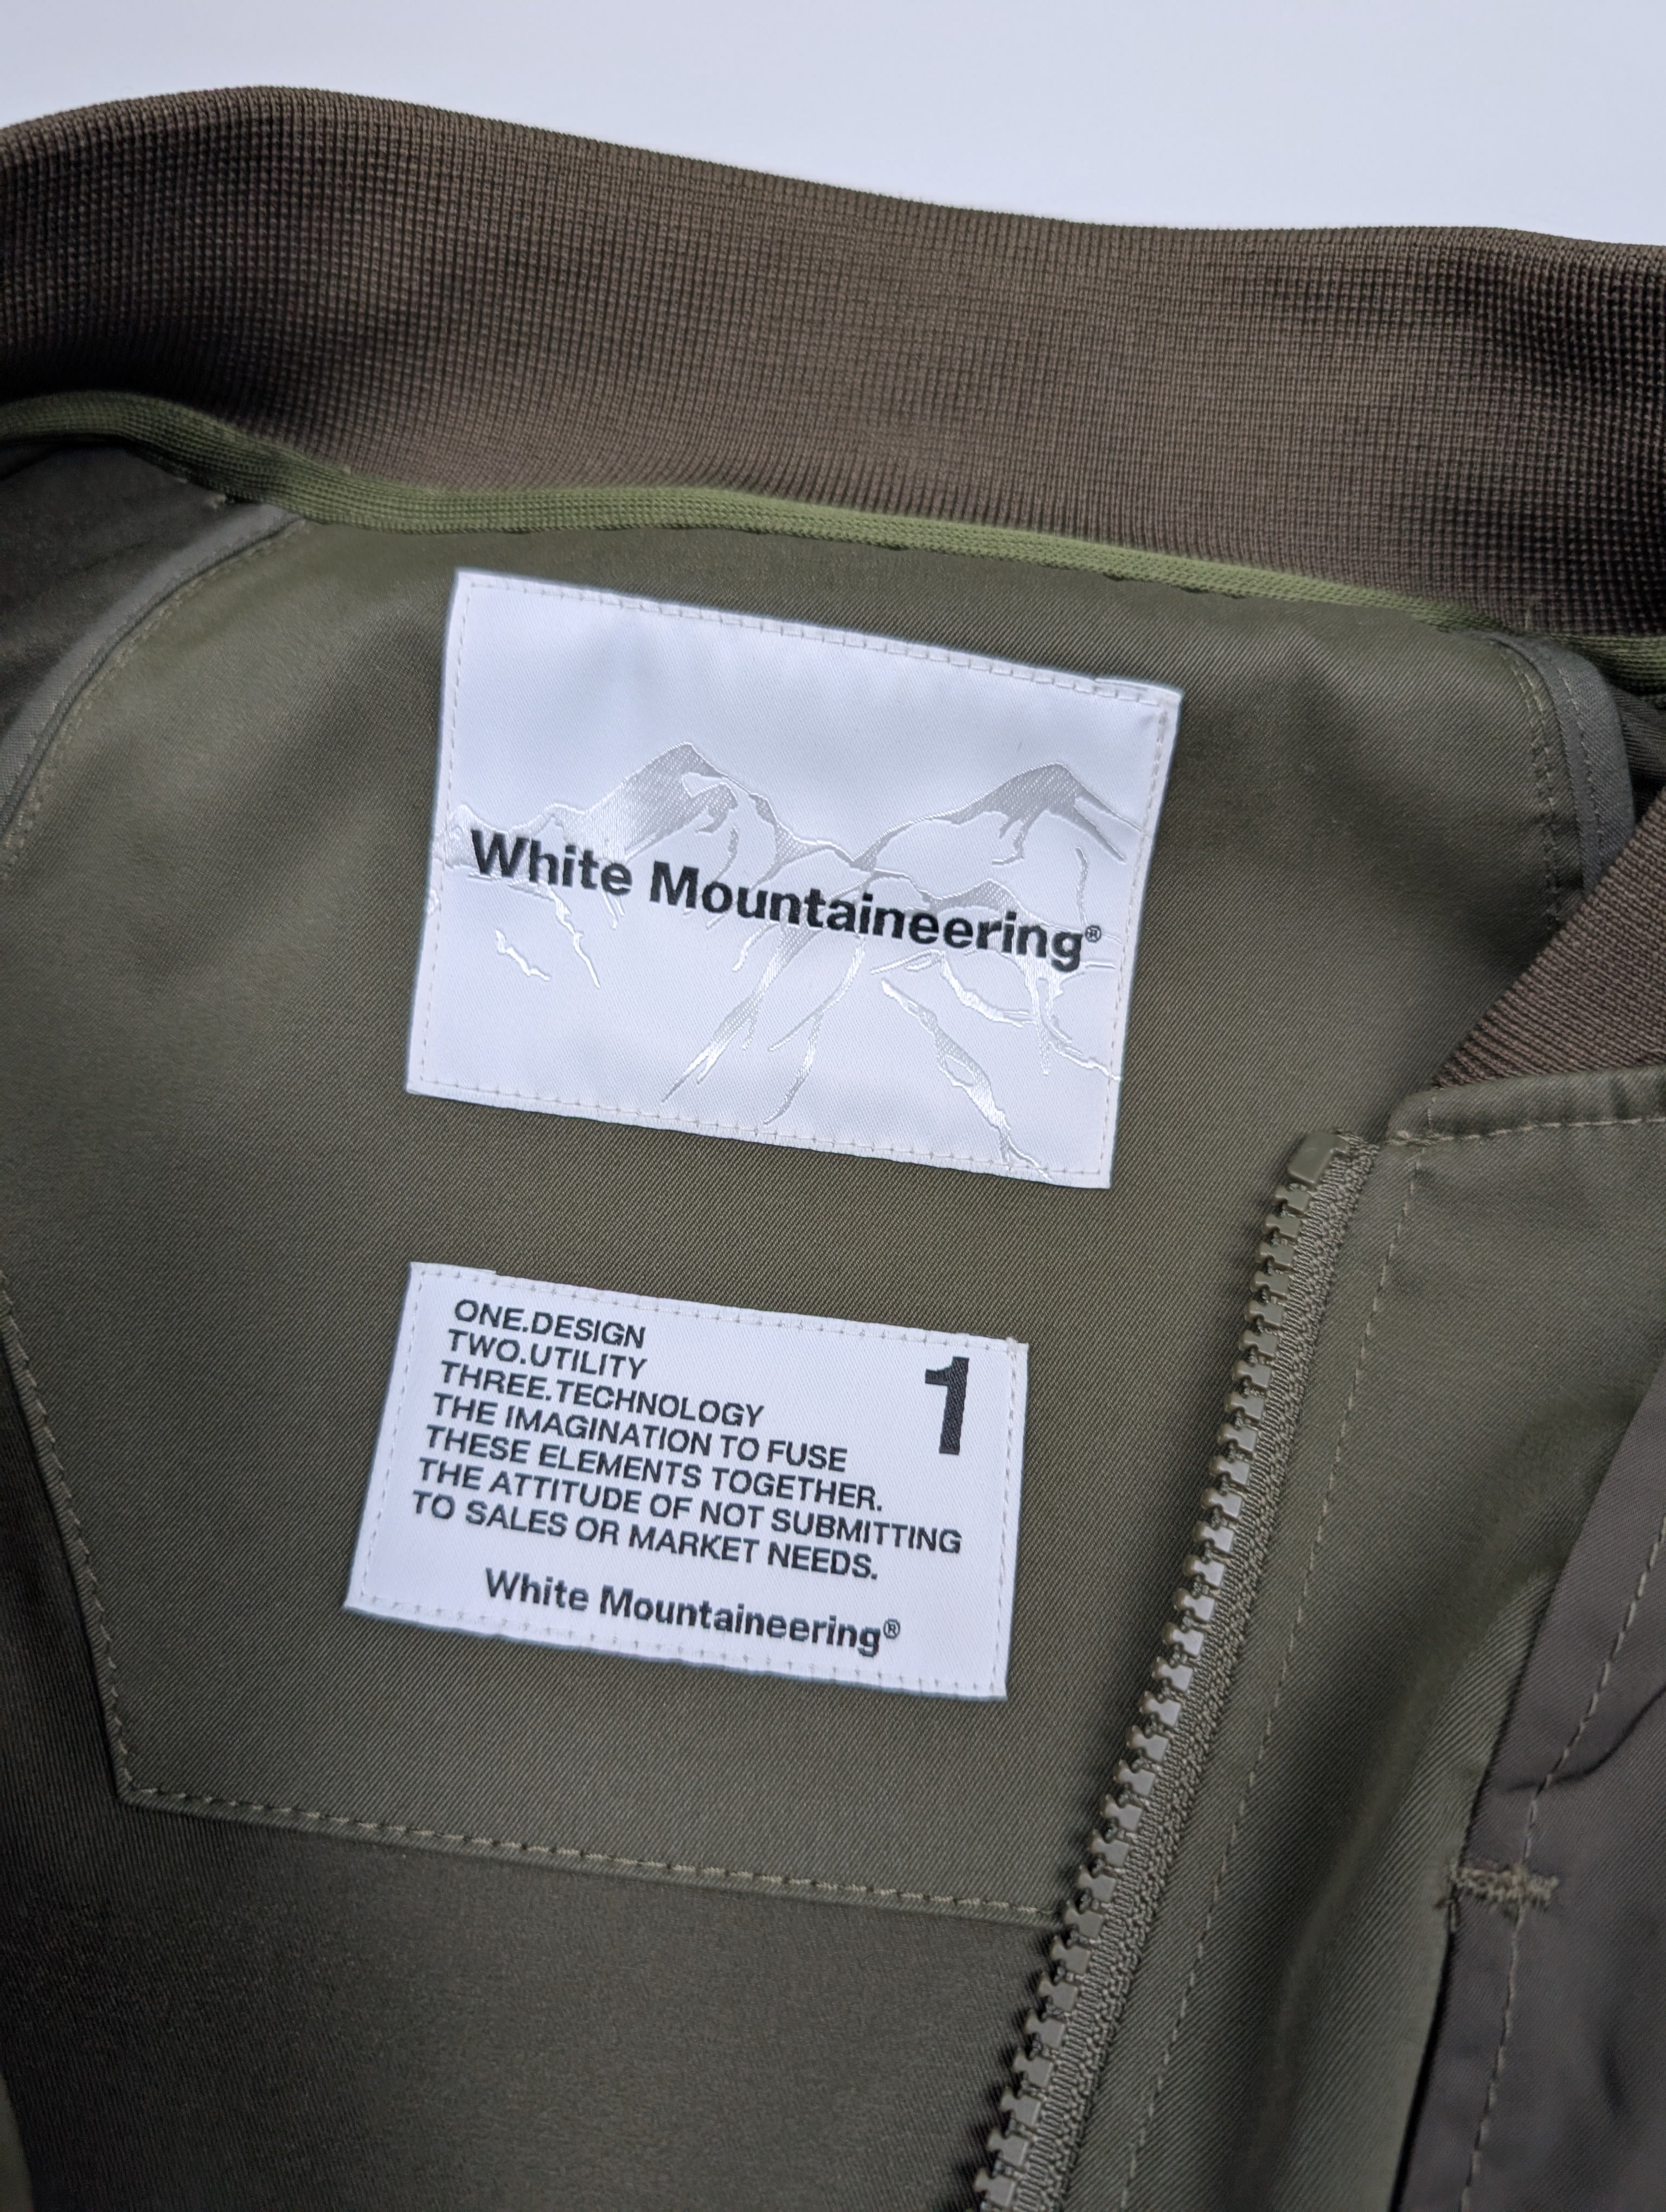 White Mountaineering®
ONE.DESIGN
TWO.UTILITY
THREE.TECHNOLOGY
THE IMAGINATION TO FUSE
THESE ELEMENTS TOGETHER.
THE ATTITUDE OF NOT SUBMITTING
TO SALES OR MARKET NEEDS.
1
White Mountaineering®